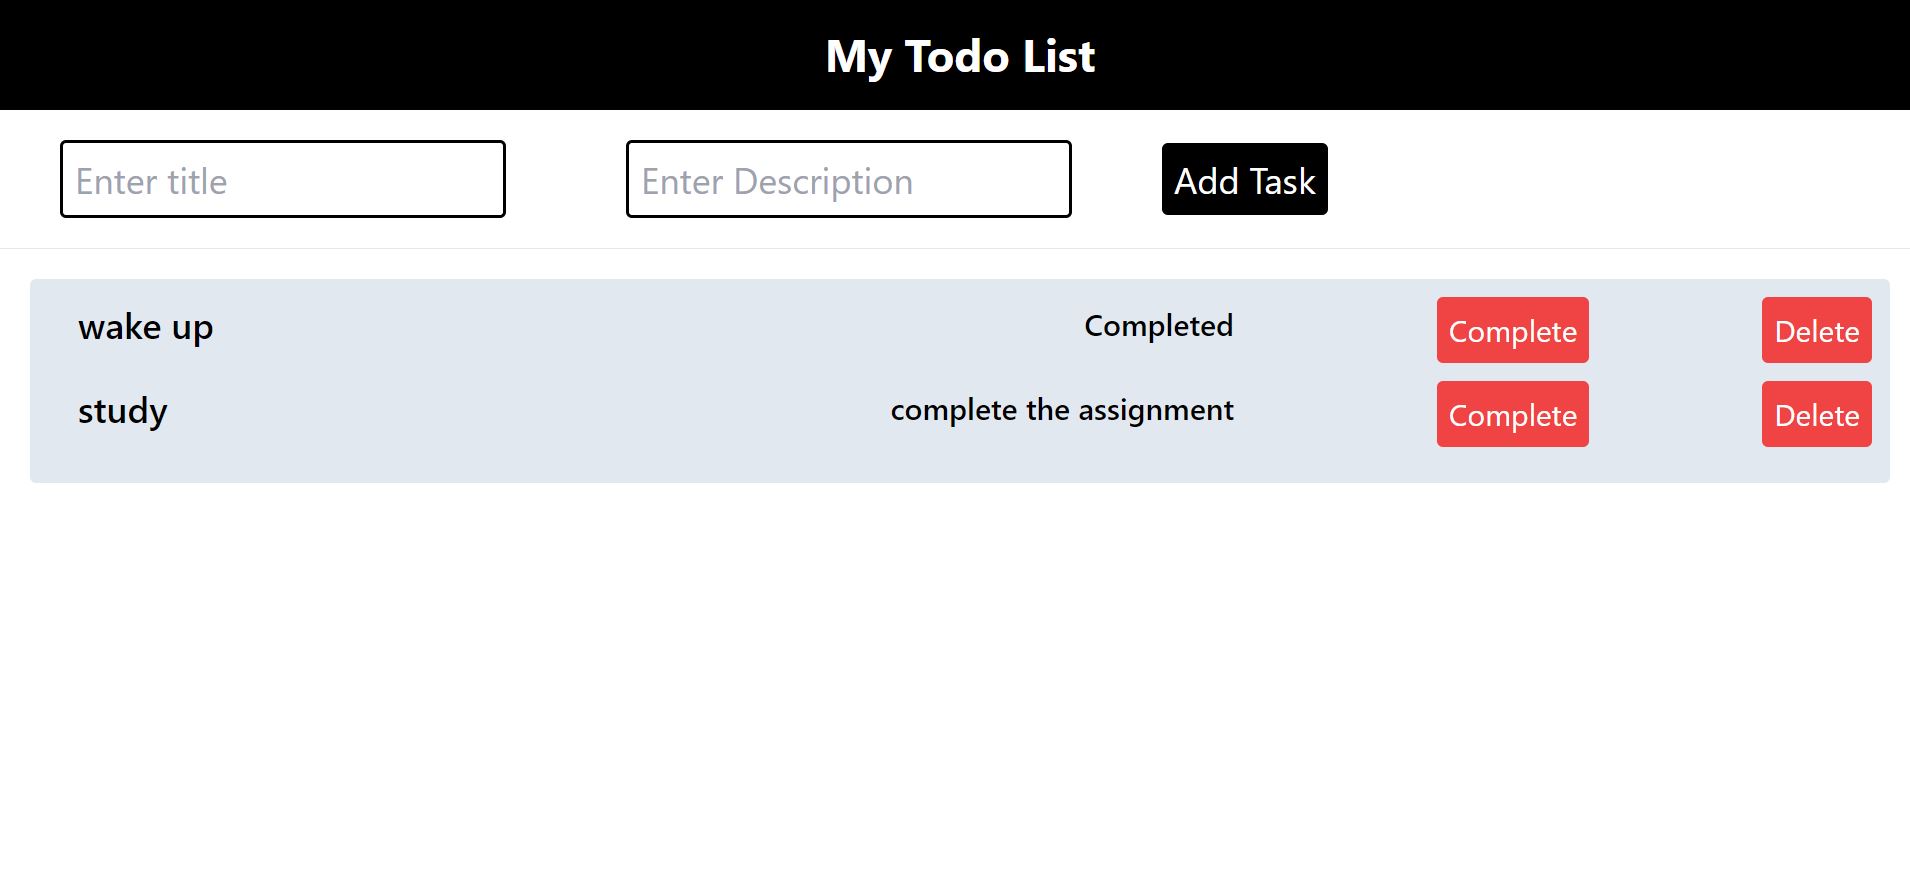 My Todo List
Enter title Enter Description Add Task
wake up Completed Complete Delete
study complete the assignment Complete Delete